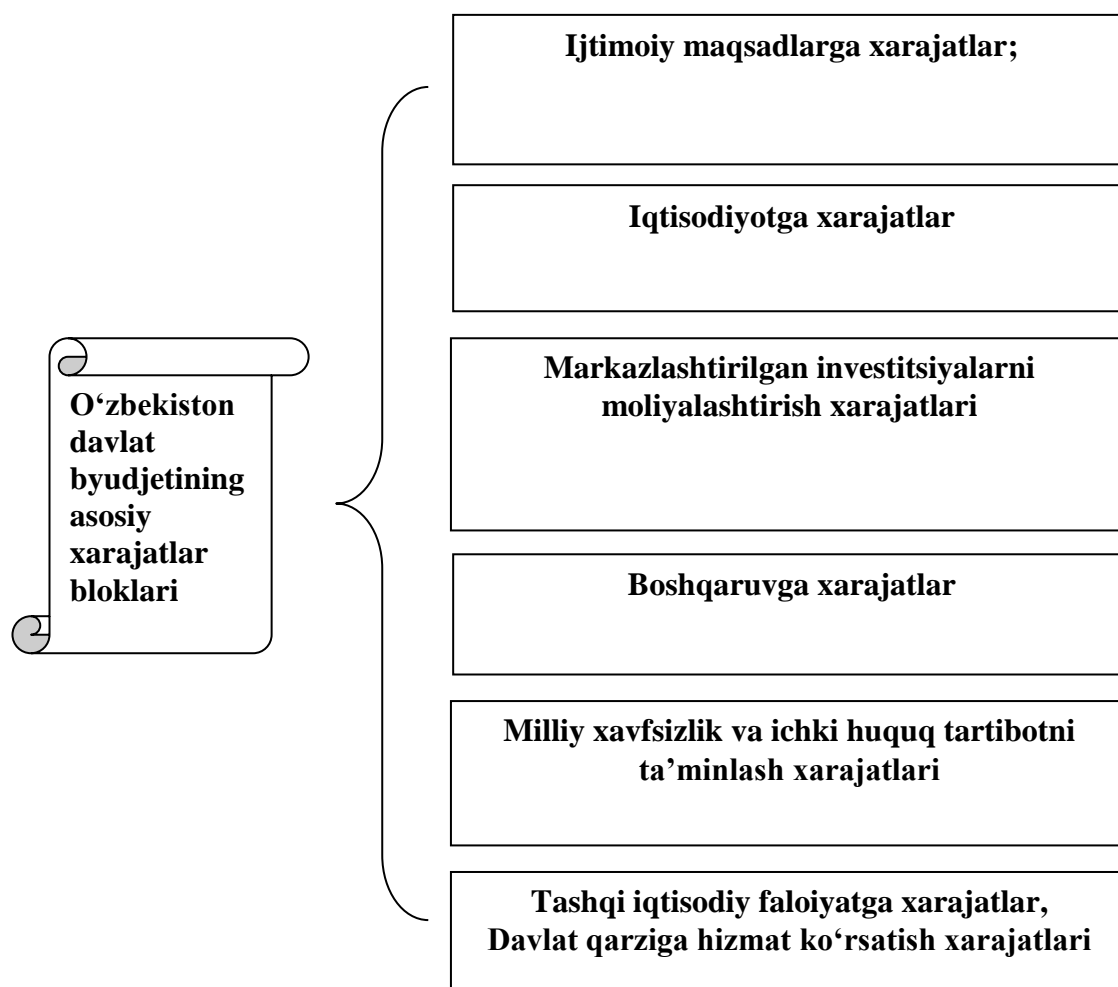 Ijtimoiy maqsadlarga xarajatlar;
Iqtisodiyotga xarajatlar
Markazlashtirilgan investitsiyalarni
moliyalashtirish xarajatlari
O‘zbekiston
davlat
byudjetining
asosiy
xarajatlar
bloklari
Boshqaruvga xarajatlar
Milliy xavfsizlik va ichki huquq tartibotni
ta’minlash xarajatlari
Tashqi iqtisodiy faloiyatga xarajatlar,
Davlat qarziga hizmat ko‘rsatish xarajatlari